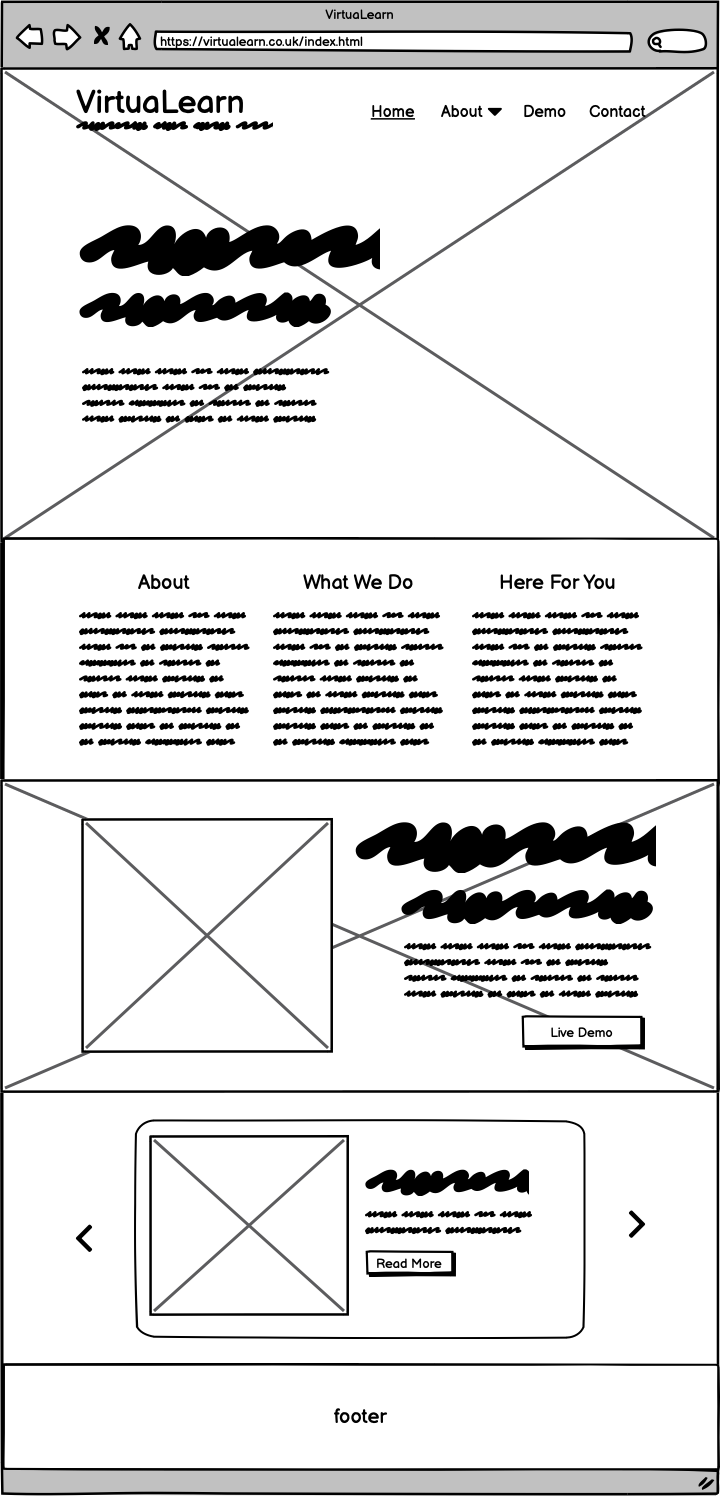 VirtuaLearn
https://virtualearn.co.uk/index.html
VirtuaLearn
Home About Demo Contact
About What We Do Here For You
Live Demo
Read More
footer